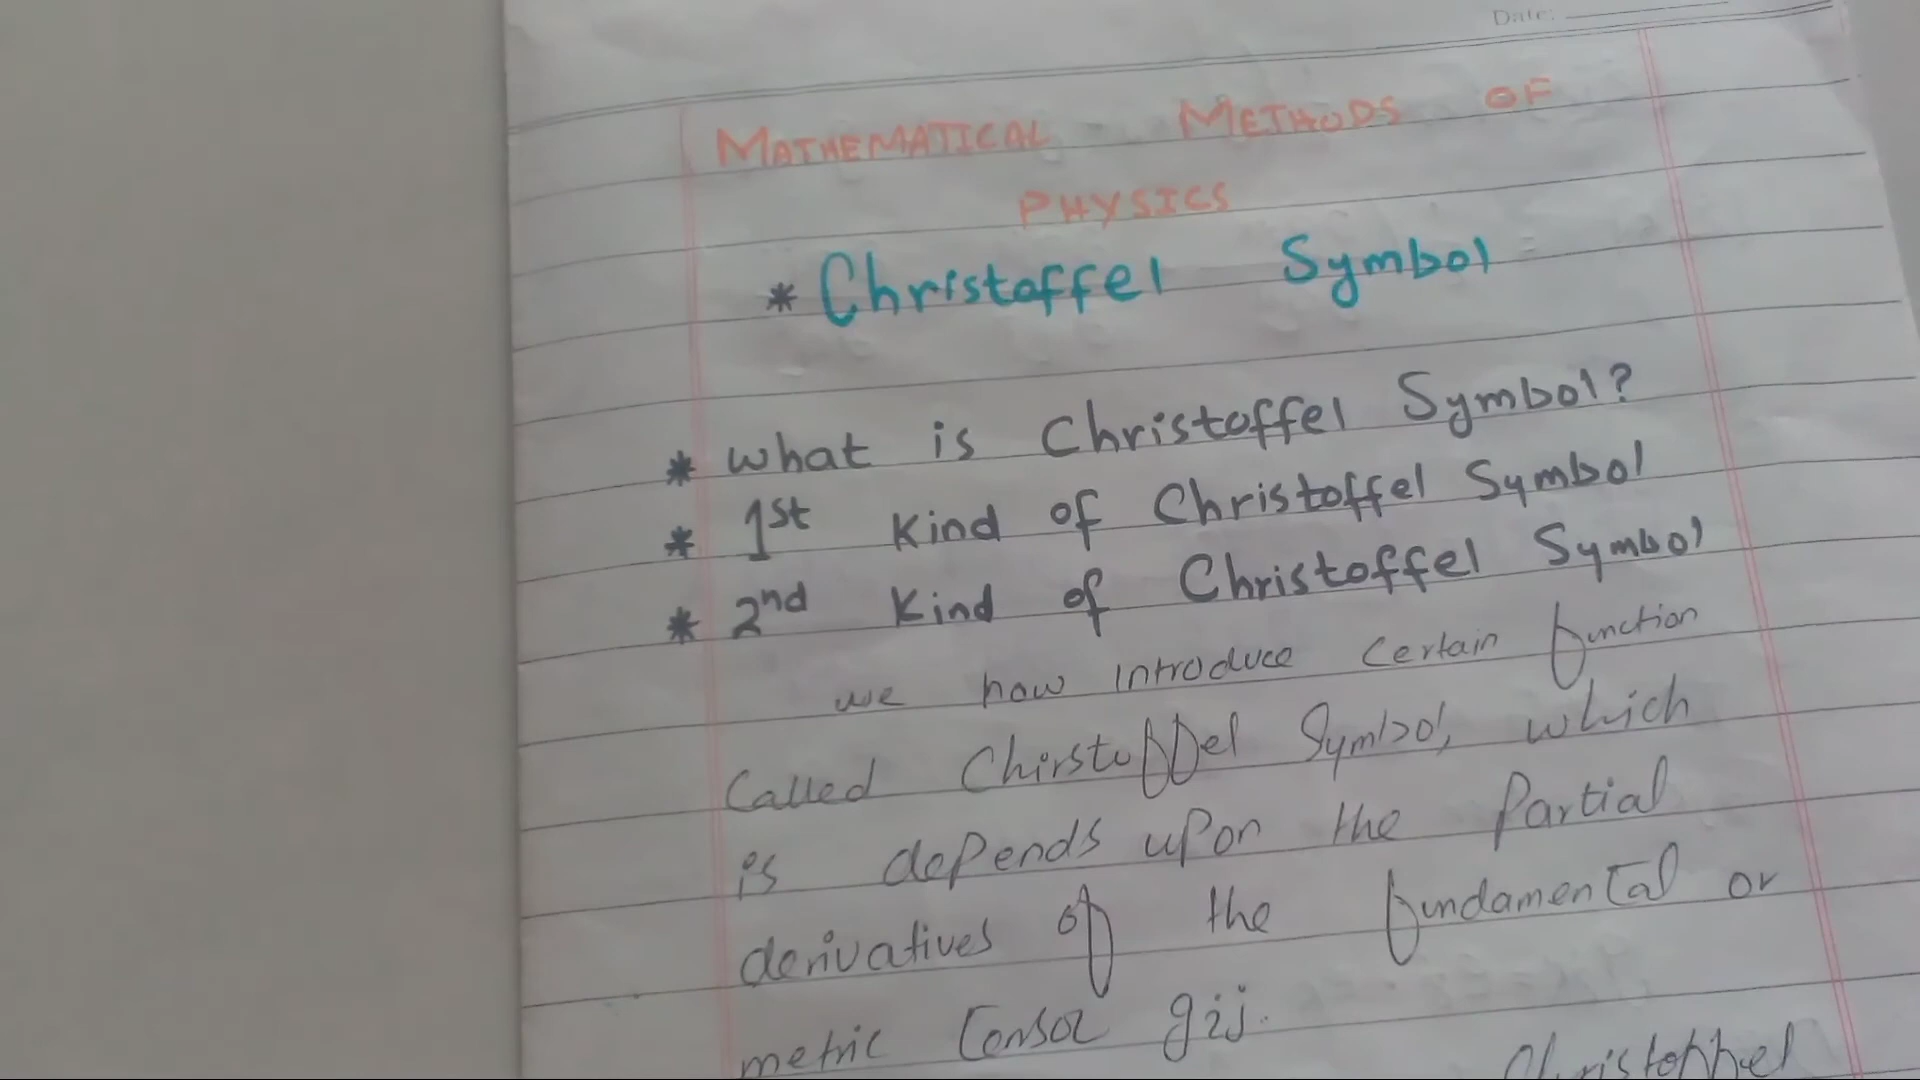 Date:
MATHEMATICAL METHODS OF
PHYSICS
* Christoffel Symbol
* What is Christoffel Symbol?
* 1st Kind of Christoffel Symbol
* 2nd Kind of Christoffel Symbol
we now introduce certain function
Called Chirstoffel Symbol, which
is depends upon the Partial
derivatives of the fundamental or
metric Tensor gij.
Christoffel